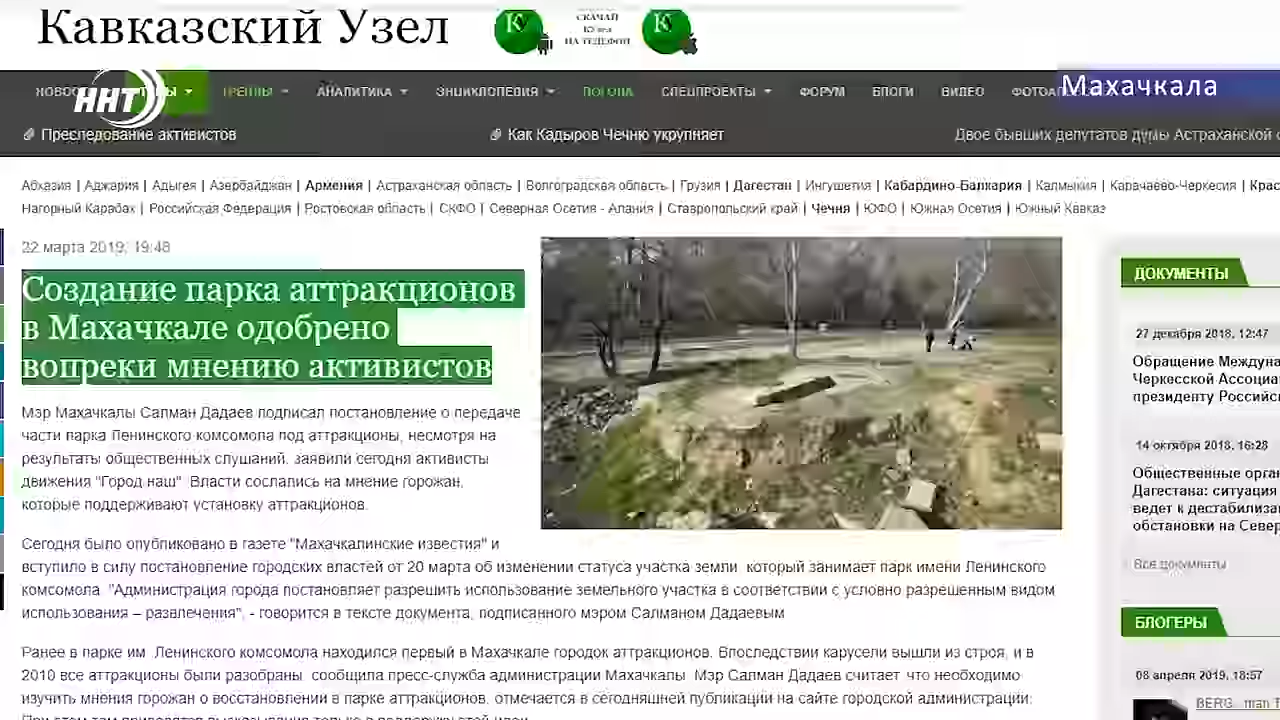 Кавказский Узел
СКАЧАЙ
НА ТЕЛЕФОН
ННТ
Махачкала
ТРЕНДЫ АНАЛИТИКА ЭНЦИКЛОПЕДИЯ ПОГОДА СПЕЦПРОЕКТЫ ФОРУМ БЛОГИ ВИДЕО
Преследование активистов Как Кадыров Чечню укрупняет Двое бывших депутатов думы Астраханской
Абхазия | Аджария | Адыгея | Азербайджан | Армения | Астраханская область | Волгоградская область | Грузия | Дагестан | Ингушетия | Кабардино-Балкария | Калмыкия | Карачаево-Черкесия |
Нагорный Карабах | Российская Федерация | Ростовская область | СКФО | Северная Осетия - Алания | Ставропольский край | Чечня | ЮФО | Южная Осетия | Южный Кавказ
22 марта 2019, 19:48
Создание парка аттракционов
в Махачкале одобрено
вопреки мнению активистов
Мэр Махачкалы Салман Дадаев подписал постановление о передаче
части парка Ленинского комсомола под аттракционы, несмотря на
результаты общественных слушаний, заявили сегодня активисты
движения "Город наш". Власти сослались на мнение горожан,
которые поддерживают установку аттракционов.
Сегодня было опубликовано в газете "Махачкалинские известия" и
вступило в силу постановление городских властей от 20 марта об изменении статуса участка земли, который занимает парк имени Ленинского
комсомола. "Администрация города постановляет разрешить использование земельного участка в соответствии с условно разрешенным видом
использования – развлечения", - говорится в тексте документа, подписанного мэром Салманом Дадаевым
Ранее в парке им. Ленинского комсомола находился первый в Махачкале городок аттракционов. Впоследствии карусели вышли из строя, и в
2010 все аттракционы были разобраны, сообщила пресс-служба администрации Махачкалы. Мэр Салман Дадаев считает, что необходимо
изучить мнения горожан о восстановлении в парке аттракционов, отмечается в сегодняшней публикации на сайте городской администрации.
ДОКУМЕНТЫ
27 декабря 2018, 12:47
Обращение Междуна
Черкесской Ассоциа
президенту Российс
14 октября 2018, 16:28
Общественные орган
Дагестана: ситуация
ведет к дестабилиза
обстановки на Север
Все документы
БЛОГЕРЫ
08 апреля 2019, 18:57
BERG...man